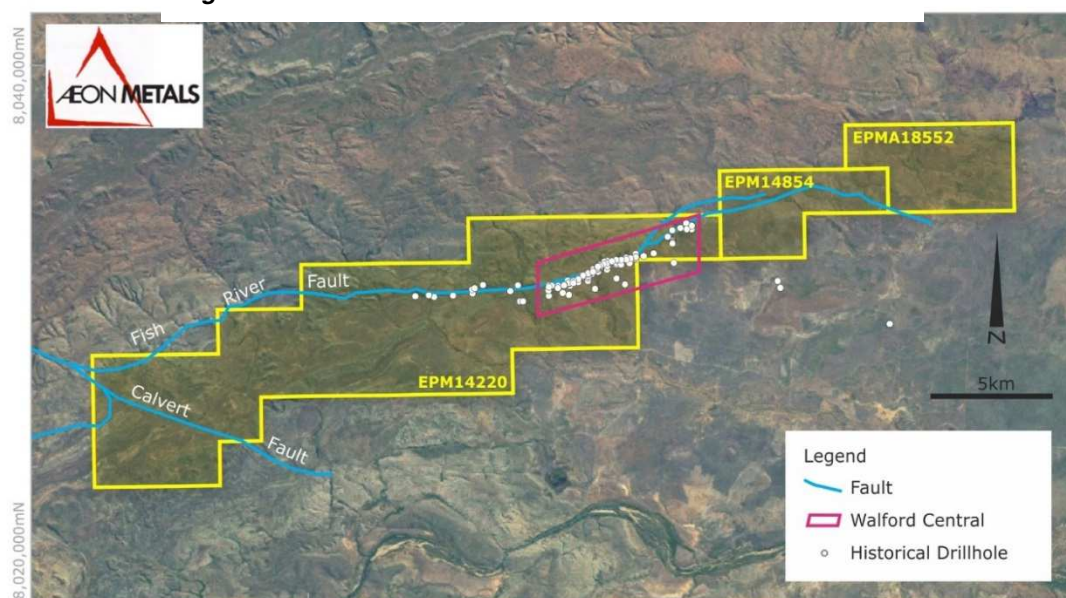 g
8,040,000mN
ÆON METALS
EPMA18552
EPM14854
Fish River Fault
EPM14220
Calvert Fault
N
5km
Legend
Fault
Walford Central
Historical Drillhole
8,020,000mN